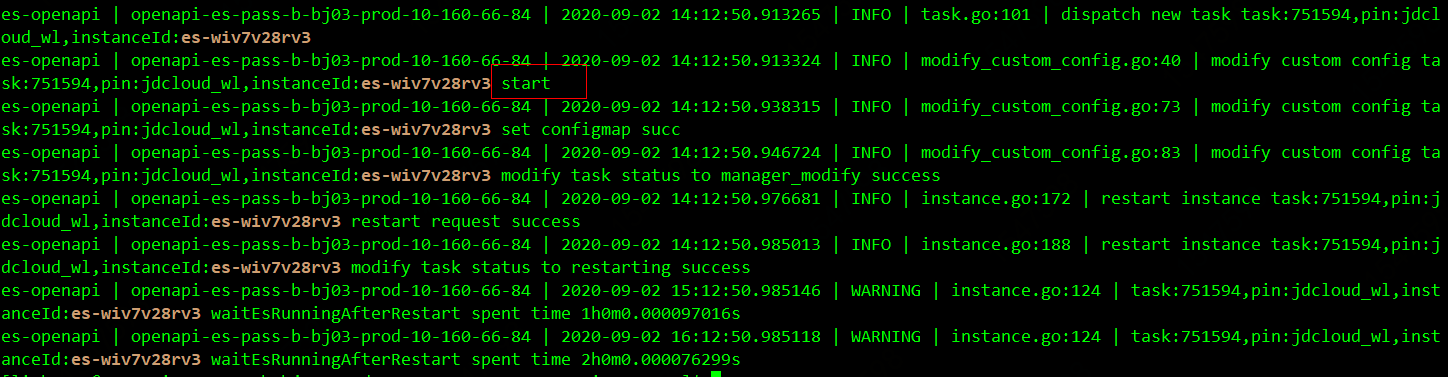 es-openapi | openapi-es-pass-b-bj03-prod-10-160-66-84 | 2020-09-02 14:12:50.913265 | INFO | task.go:101 | dispatch new task task:751594,pin:jdcl
oud_wl,instanceId:es-wiv7v28rv3
es-openapi | openapi-es-pass-b-bj03-prod-10-160-66-84 | 2020-09-02 14:12:50.913324 | INFO | modify_custom_config.go:40 | modify custom config ta
sk:751594,pin:jdcloud_wl,instanceId:es-wiv7v28rv3 start
es-openapi | openapi-es-pass-b-bj03-prod-10-160-66-84 | 2020-09-02 14:12:50.938315 | INFO | modify_custom_config.go:73 | modify custom config ta
sk:751594,pin:jdcloud_wl,instanceId:es-wiv7v28rv3 set configmap succ
es-openapi | openapi-es-pass-b-bj03-prod-10-160-66-84 | 2020-09-02 14:12:50.946724 | INFO | modify_custom_config.go:83 | modify custom config ta
sk:751594,pin:jdcloud_wl,instanceId:es-wiv7v28rv3 modify task status to manager_modify success
es-openapi | openapi-es-pass-b-bj03-prod-10-160-66-84 | 2020-09-02 14:12:50.976681 | INFO | instance.go:172 | restart instance task:751594,pin:j
dcloud_wl,instanceId:es-wiv7v28rv3 restart request success
es-openapi | openapi-es-pass-b-bj03-prod-10-160-66-84 | 2020-09-02 14:12:50.985013 | INFO | instance.go:188 | restart instance task:751594,pin:j
dcloud_wl,instanceId:es-wiv7v28rv3 modify task status to restarting success
es-openapi | openapi-es-pass-b-bj03-prod-10-160-66-84 | 2020-09-02 15:12:50.985146 | WARNING | instance.go:124 | task:751594,pin:jdcloud_wl,inst
anceId:es-wiv7v28rv3 waitEsRunningAfterRestart spent time 1h0m0.000097016s
es-openapi | openapi-es-pass-b-bj03-prod-10-160-66-84 | 2020-09-02 16:12:50.985118 | WARNING | instance.go:124 | task:751594,pin:jdcloud_wl,inst
anceId:es-wiv7v28rv3 waitEsRunningAfterRestart spent time 2h0m0.000076299s